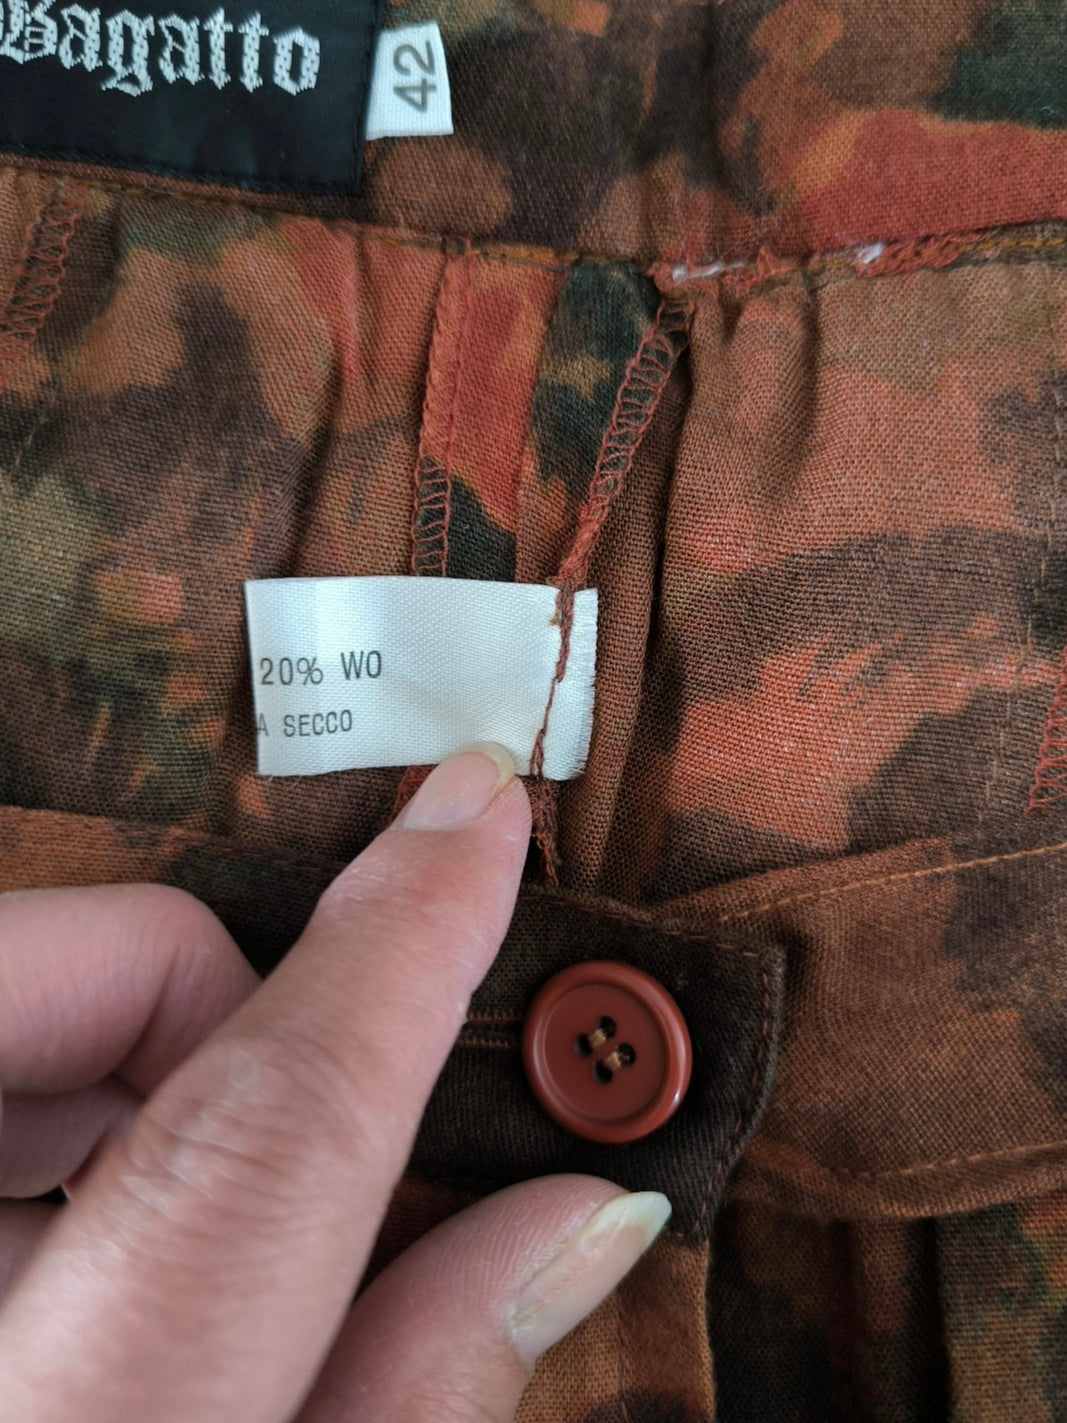 Bagatto
42
20% WO
A SECCO